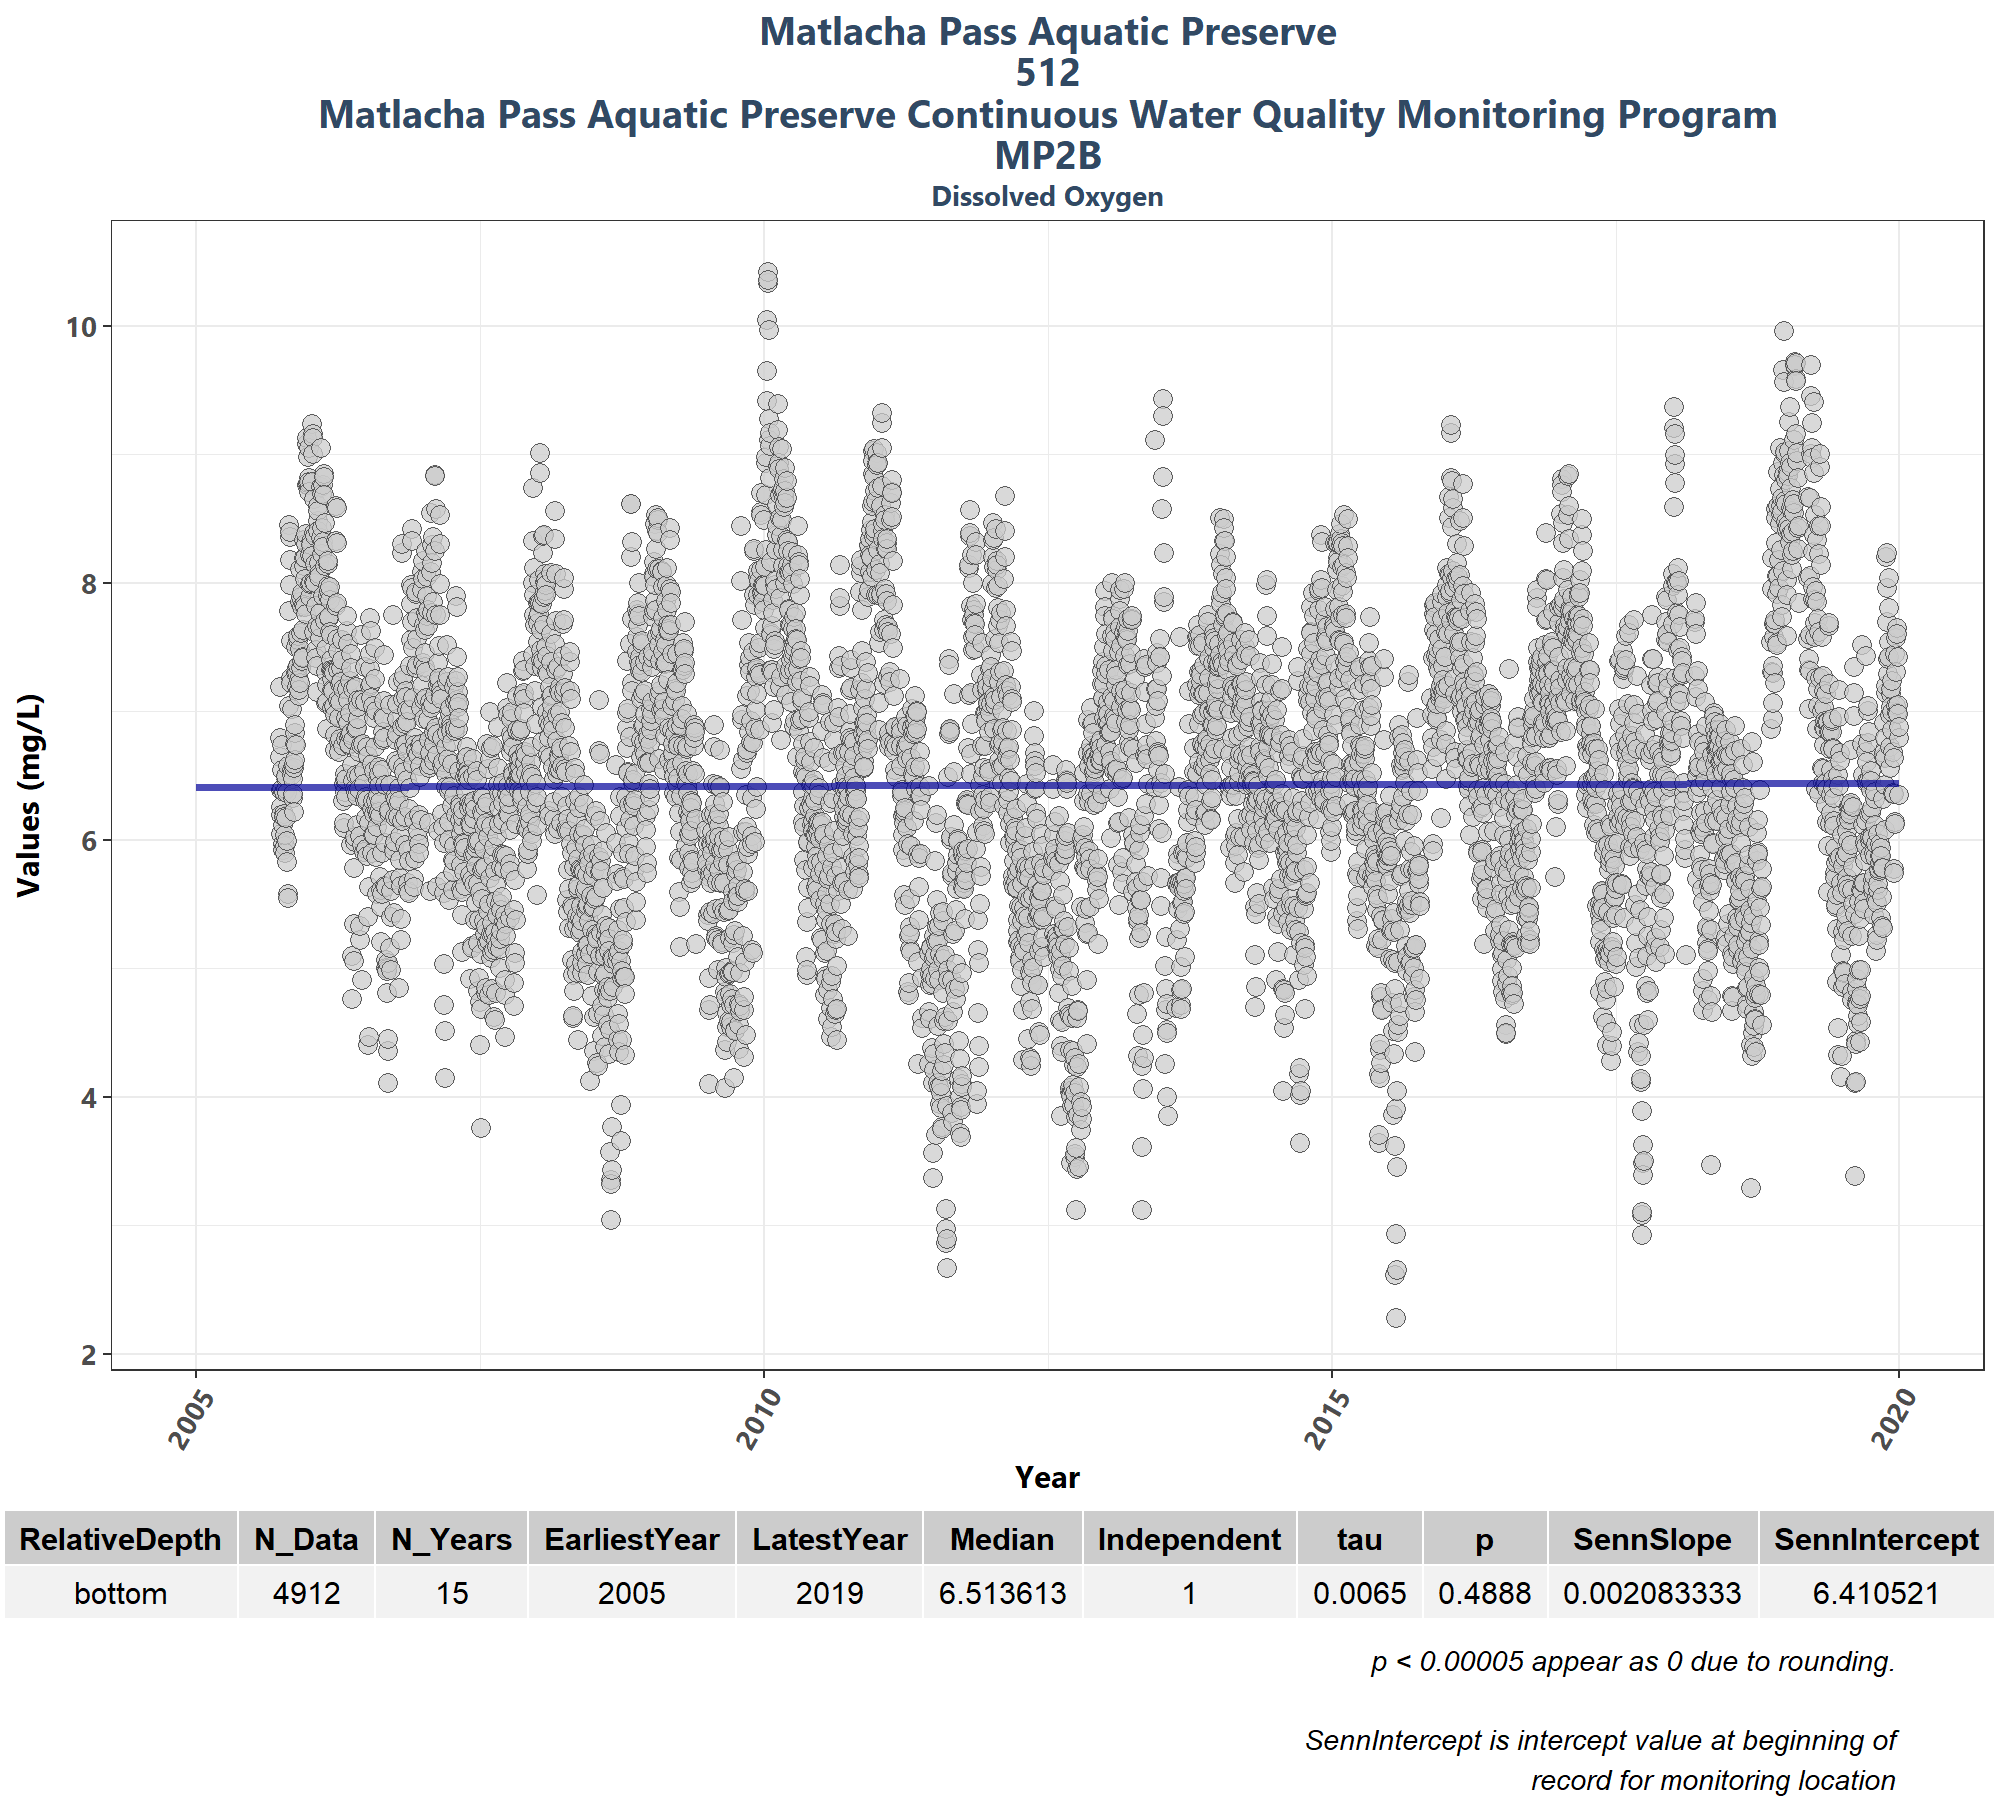 Matlacha Pass Aquatic Preserve
512
Matlacha Pass Aquatic Preserve Continuous Water Quality Monitoring Program
MP2B
Dissolved Oxygen
10
8
6
4
2
Values (mg/L)
2005 2010 2015 2020
Year
RelativeDepth N_Data N_Years EarliestYear LatestYear Median Independent tau p SennSlope SennIntercept
bottom 4912 15 2005 2019 6.513613 1 0.0065 0.4888 0.002083333 6.410521
p < 0.00005 appear as 0 due to rounding.
SennIntercept is intercept value at beginning of
record for monitoring location